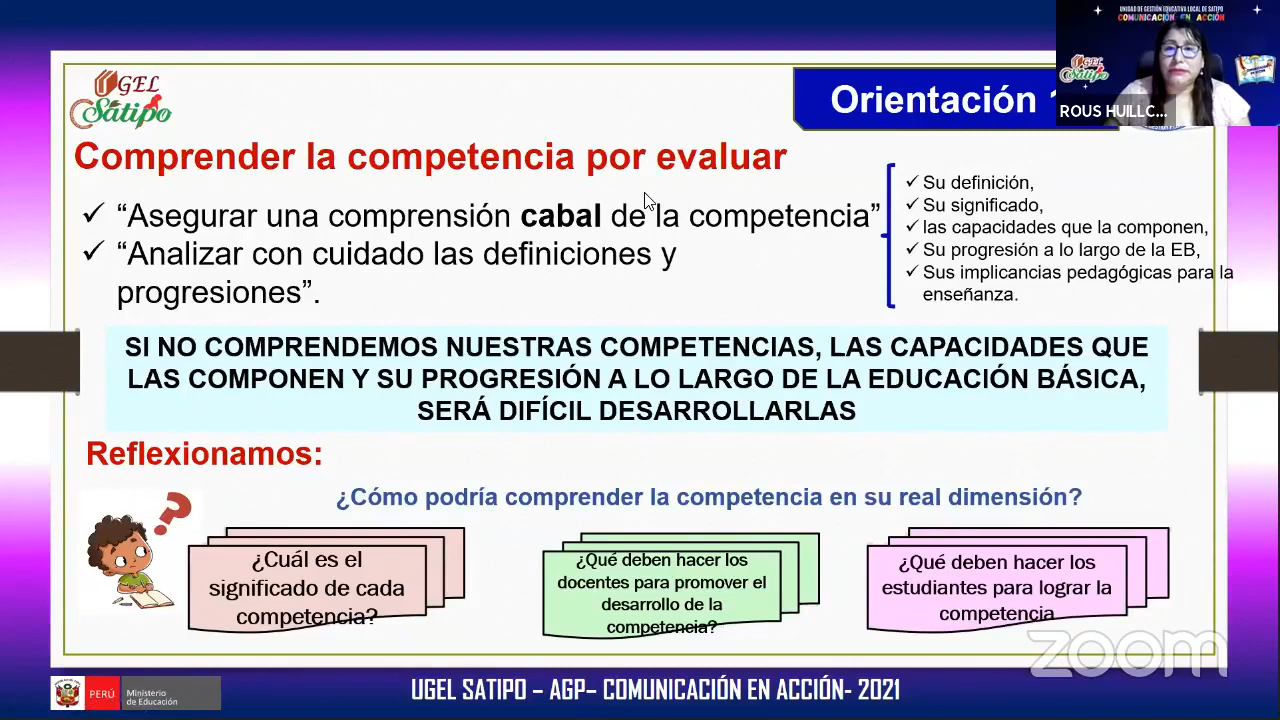 UNIDAD DE GESTIÓN EDUCATIVA LOCAL DE SATIPO
COMUNICACIÓN EN ACCIÓN
UGEL
Satipo
ROUS HUILLC...
UGEL
Satipo
Orientación
Comprender la competencia por evaluar
✓ “Asegurar una comprensión cabal de la competencia”
✓ “Analizar con cuidado las definiciones y
progresiones”.
✓ Su definición,
✓ Su significado,
✓ las capacidades que la componen,
✓ Su progresión a lo largo de la EB,
✓ Sus implicancias pedagógicas para la
enseñanza.
SI NO COMPRENDEMOS NUESTRAS COMPETENCIAS, LAS CAPACIDADES QUE
LAS COMPONEN Y SU PROGRESIÓN A LO LARGO DE LA EDUCACIÓN BÁSICA,
SERÁ DIFÍCIL DESARROLLARLAS
Reflexionamos:
¿Cómo podría comprender la competencia en su real dimensión?
¿Cuál es el
significado de cada
competencia?
¿Qué deben hacer los
docentes para promover el
desarrollo de la
competencia?
¿Qué deben hacer los
estudiantes para lograr la
competencia
zoom
PERÚ
Ministerio
de Educación
UGEL SATIPO – AGP– COMUNICACIÓN EN ACCIÓN- 2021